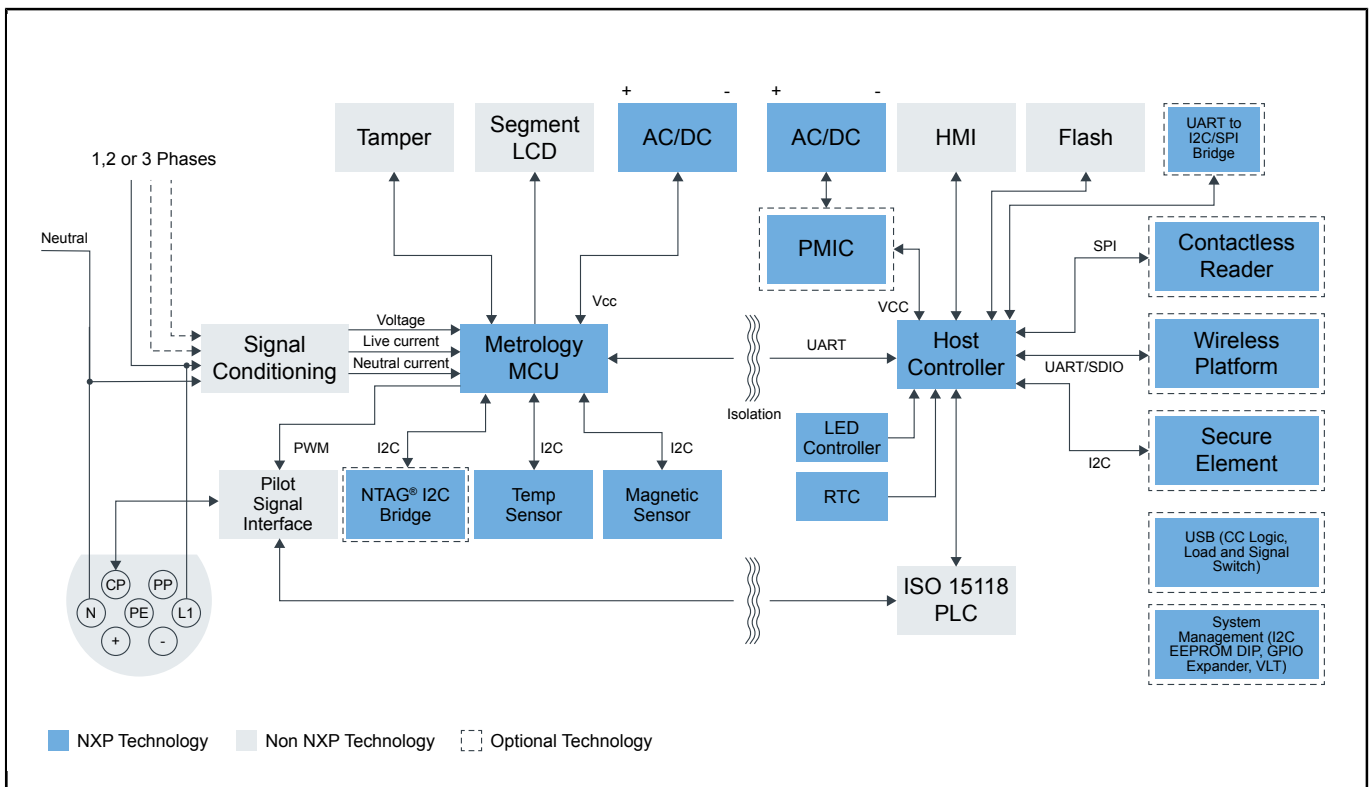 +
-
+
-
Tamper
Segment
LCD
AC/DC
AC/DC
HMI
Flash
UART to
I2C/SPI
Bridge
1,2 or 3 Phases
Neutral
PMIC
Contactless
Reader
SPI
Vcc
VCC
Voltage
Live current
Neutral current
Signal
Conditioning
Metrology
MCU
UART
Host
Controller
Wireless
Platform
UART/SDIO
Isolation
LED
Controller
Secure
Element
I2C
PWM
I2C
I2C
I2C
Pilot
Signal
Interface
NTAG® I2C
Bridge
Temp
Sensor
Magnetic
Sensor
RTC
USB (CC Logic,
Load and Signal
Switch)
CP
PP
N
PE
L1
+
-
ISO 15118
PLC
System
Management (I2C
EEPROM DIP, GPIO
Expander, VLT)
NXP Technology
Non NXP Technology
Optional Technology